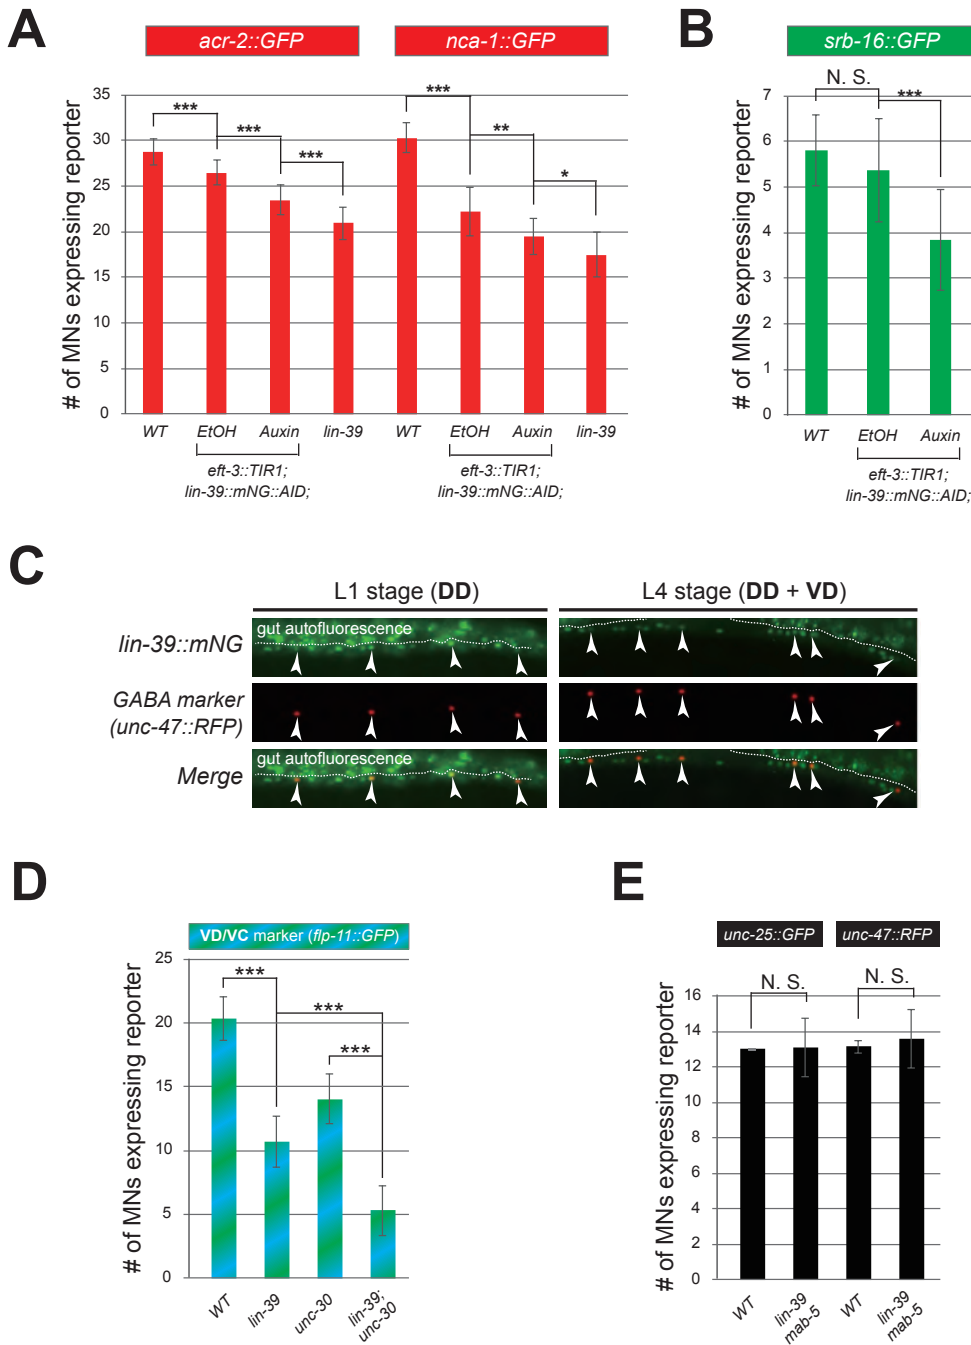 A
acr-2::GFP
nca-1::GFP
# of MNs expressing reporter
35
30
25
20
15
10
5
0
***
***
***
***
**
*
WT
EtOH
Auxin
lin-39
WT
EtOH
Auxin
lin-39
eft-3::TIR1;
lin-39::mNG::AID;
eft-3::TIR1;
lin-39::mNG::AID;
B
srb-16::GFP
# of MNs expressing reporter
7
6
5
4
3
2
1
0
N. S.
***
WT
EtOH
Auxin
eft-3::TIR1;
lin-39::mNG::AID;
C
L1 stage (DD)
L4 stage (DD + VD)
lin-39::mNG
gut autofluorescence
GABA marker
(unc-47::RFP)
Merge
gut autofluorescence
D
VD/VC marker (flp-11::GFP)
# of MNs expressing reporter
25
20
15
10
5
0
***
***
***
WT
lin-39
unc-30
lin-39;
unc-30
E
unc-25::GFP
unc-47::RFP
# of MNs expressing reporter
16
14
12
10
8
6
4
2
0
N. S.
N. S.
WT
lin-39
mab-5
WT
lin-39
mab-5